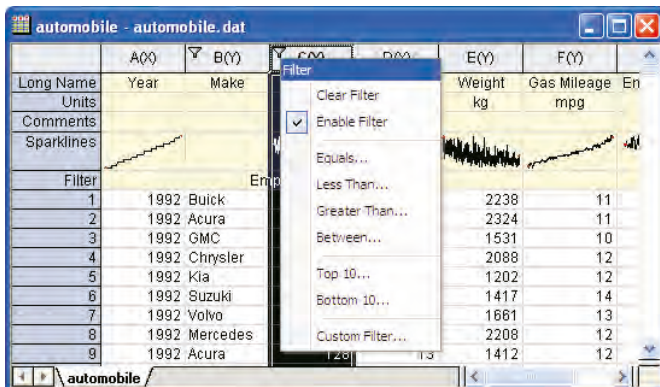 automobile - automobile.dat
A(X) B(Y) C(Y) D(Y) E(Y) F(Y)
Filter
Long Name Year Make Weight Gas Mileage En
Units kg mpg
Comments
Sparklines
Filter Emp
Clear Filter
Enable Filter
Equals...
Less Than...
Greater Than...
Between...
Top 10...
Bottom 10...
Custom Filter...
1 1992 Buick 2238 11
2 1992 Acura 2324 11
3 1992 GMC 1531 10
4 1992 Chrysler 2088 12
5 1992 Kia 1202 12
6 1992 Suzuki 1417 14
7 1992 Volvo 1661 13
8 1992 Mercedes 2208 12
9 1992 Acura 128 13 1412 12
automobile